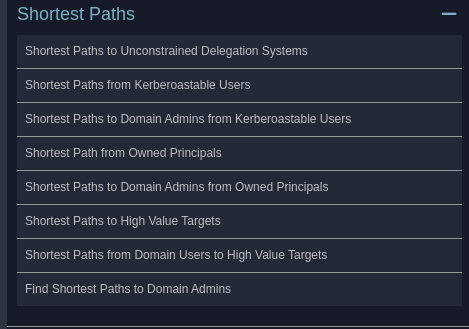 Shortest Paths
Shortest Paths to Unconstrained Delegation Systems
Shortest Paths from Kerberoastable Users
Shortest Paths to Domain Admins from Kerberoastable Users
Shortest Path from Owned Principals
Shortest Paths to Domain Admins from Owned Principals
Shortest Paths to High Value Targets
Shortest Paths from Domain Users to High Value Targets
Find Shortest Paths to Domain Admins